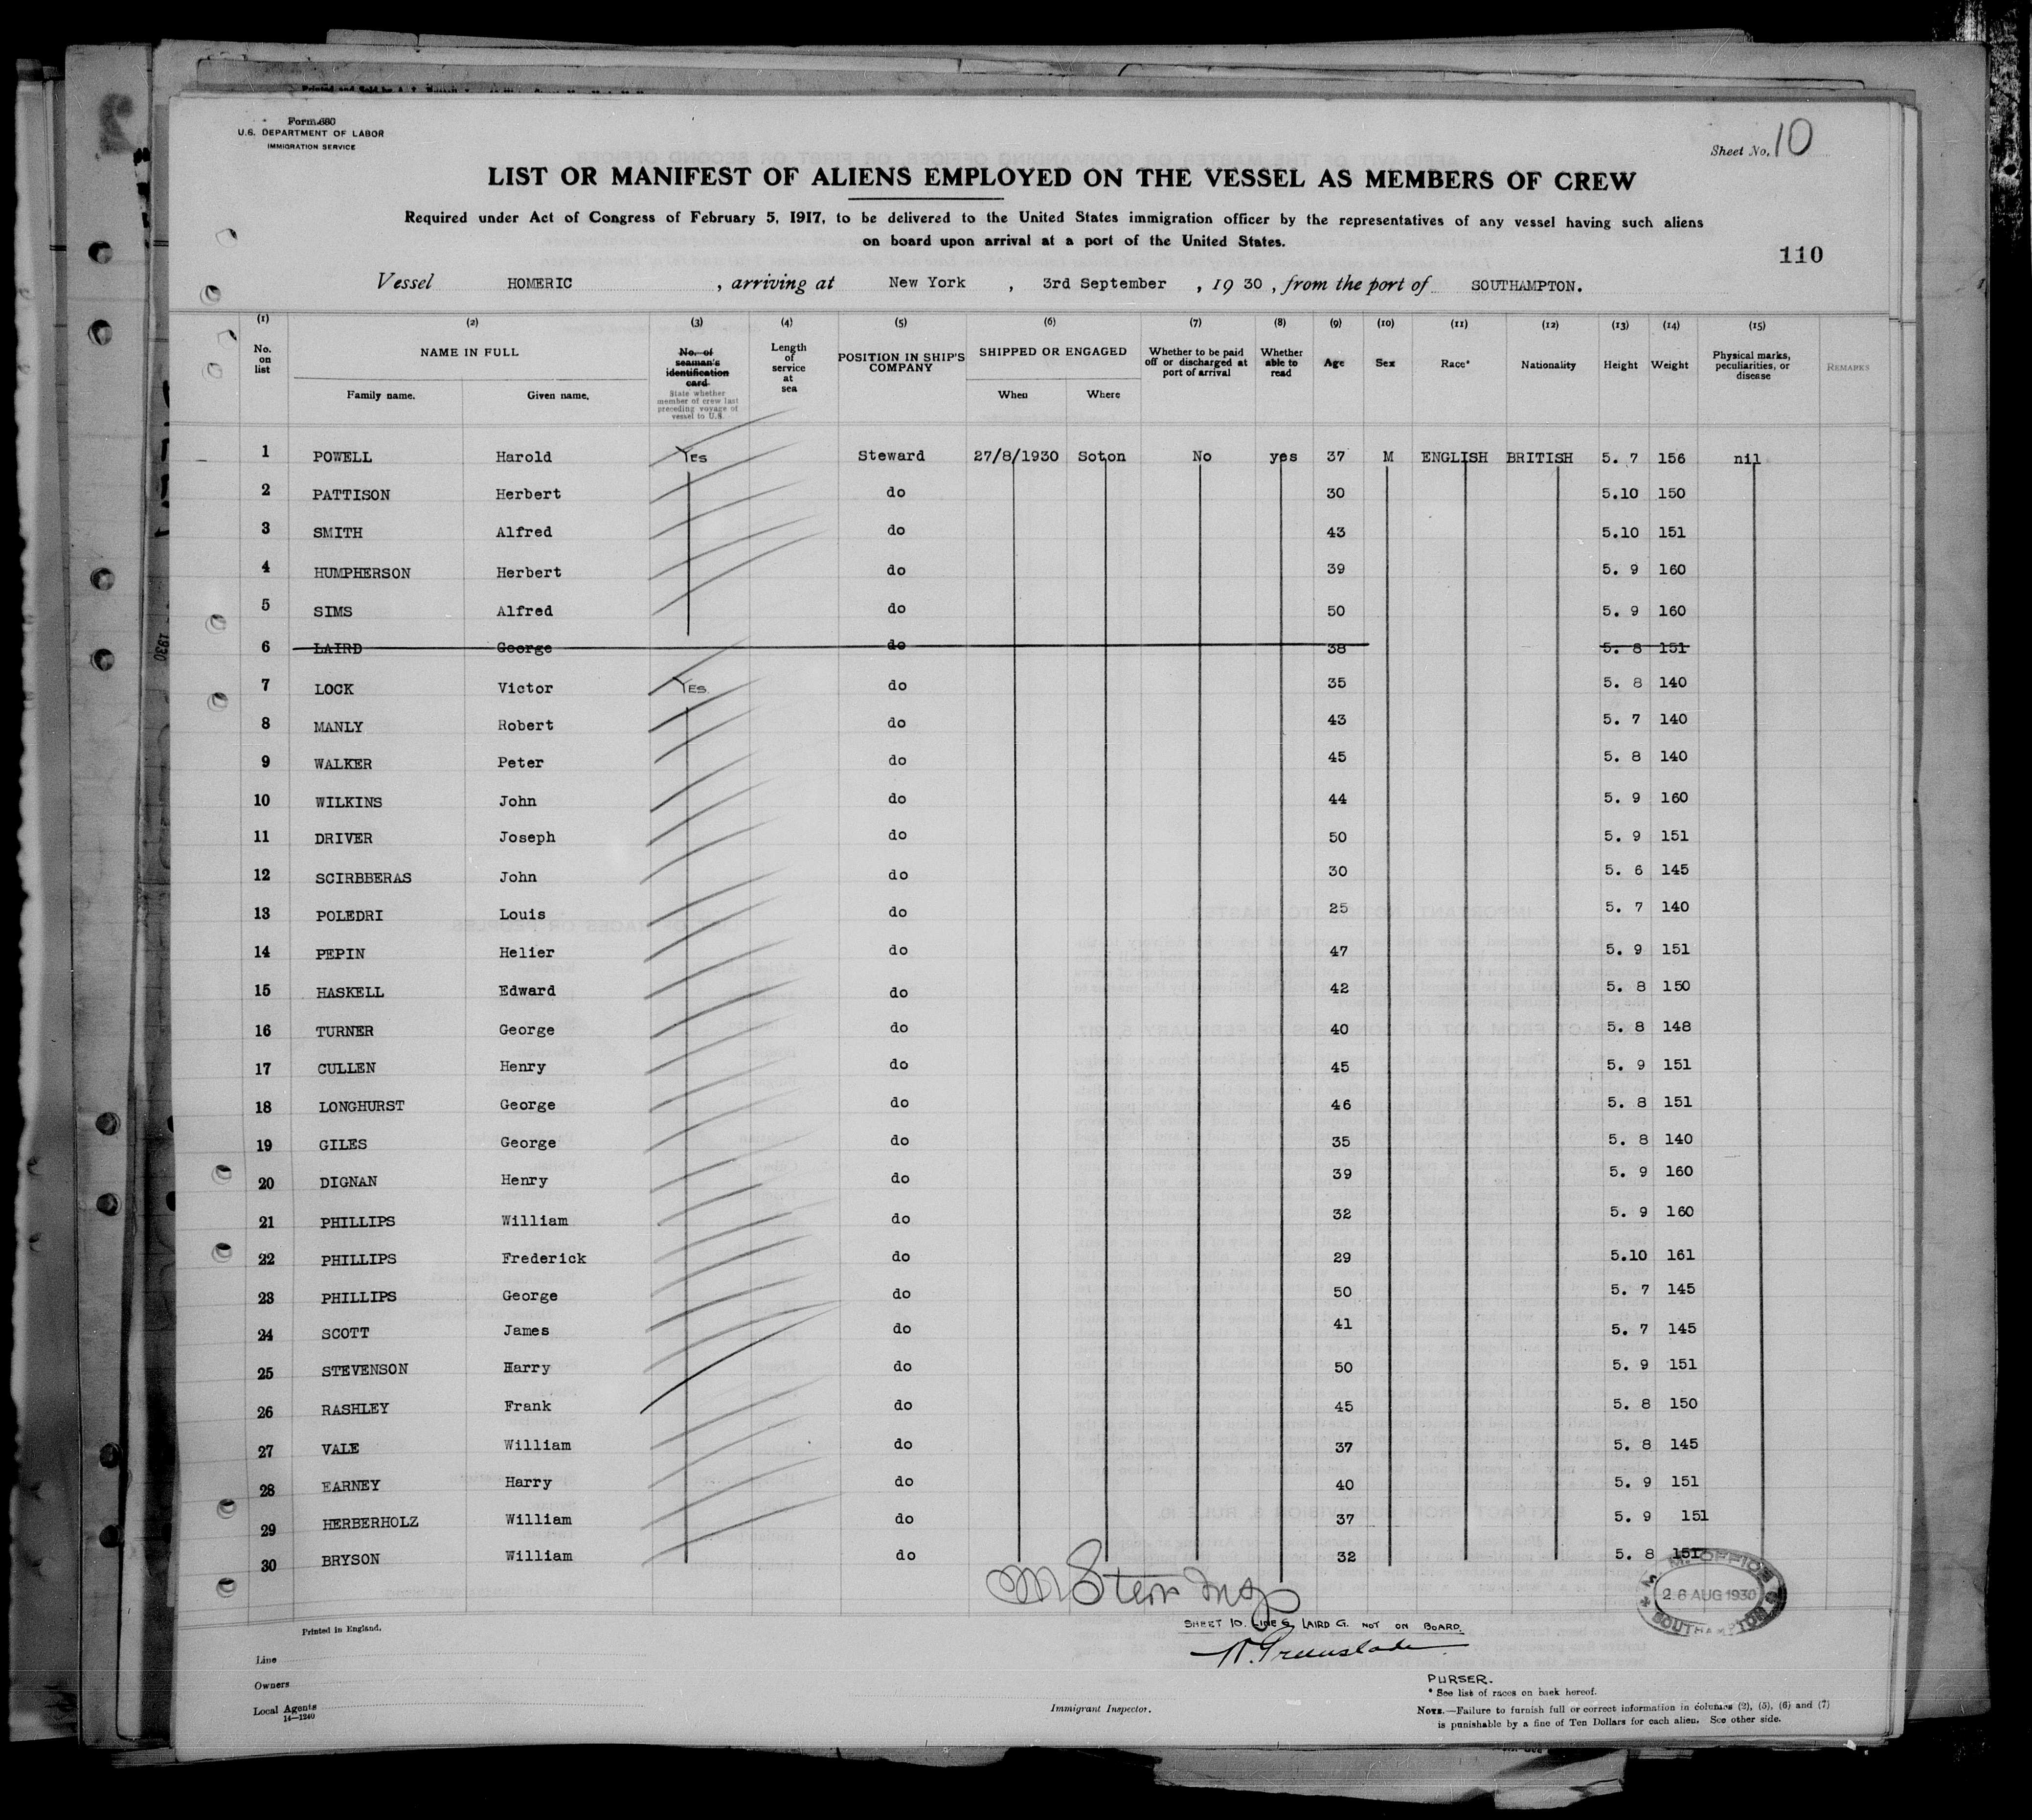 Form 680
U.S. DEPARTMENT OF LABOR
IMMIGRATION SERVICE
Sheet No. 10
LIST OR MANIFEST OF ALIENS EMPLOYED ON THE VESSEL AS MEMBERS OF CREW
Required under Act of Congress of February 5, 1917, to be delivered to the United States immigration officer by the representatives of any vessel having such aliens
on board upon arrival at a port of the United States.
110
Vessel HOMERIC , arriving at New York , 3rd September , 1930 , from the port of SOUTHAMPTON.
(1) (2) (3) (4) (5) (6) (7) (8) (9) (10) (11) (12) (13) (14) (15)
No. on list NAME IN FULL Family name. Given name. No. of seaman's identification card State whether member of crew last preceding voyage of vessel to U.S. Length of service at sea POSITION IN SHIP'S COMPANY SHIPPED OR ENGAGED When Where Whether to be paid off or discharged at port of arrival Whether able to read Age Sex Race* Nationality Height Weight Physical marks, peculiarities, or disease REMARKS
1 POWELL Harold Yes Steward 27/8/1930 Soton No yes 37 M ENGLISH BRITISH 5. 7 156 nil
2 PATTISON Herbert do 30 5.10 150
3 SMITH Alfred do 43 5.10 151
4 HUMPHERSON Herbert do 39 5. 9 160
5 SIMS Alfred do 50 5. 9 160
6 LAIRD George do 38 5. 8 151
7 LOCK Victor YES do 35 5. 8 140
8 MANLY Robert do 43 5. 7 140
9 WALKER Peter do 45 5. 8 140
10 WILKINS John do 44 5. 9 160
11 DRIVER Joseph do 50 5. 9 151
12 SCIRBBERAS John do 30 5. 6 145
13 POLEDRI Louis do 25 5. 7 140
14 PEPIN Helier do 47 5. 9 151
15 HASKELL Edward do 42 5. 8 150
16 TURNER George do 40 5. 8 148
17 CULLEN Henry do 45 5. 9 151
18 LONGHURST George do 46 5. 8 151
19 GILES George do 35 5. 8 140
20 DIGNAN Henry do 39 5. 9 160
21 PHILLIPS William do 32 5. 9 160
22 PHILLIPS Frederick do 29 5.10 161
23 PHILLIPS George do 50 5. 7 145
24 SCOTT James do 41 5. 7 145
25 STEVENSON Harry do 50 5. 9 151
26 RASHLEY Frank do 45 5. 8 150
27 VALE William do 37 5. 8 145
28 EARNEY Harry do 40 5. 9 151
29 HERBERHOLZ William do 37 5. 9 151
30 BRYSON William do 32 5. 8 151
M. M. OFFICE
26 AUG 1930
SOUTHAMPTON
SHEET 10. LINE 6 LAIRD G. NOT ON BOARD.
Printed in England.
PURSER.
Line
Owners
Local Agents
14—1240
Immigrant Inspector.
* See list of races on back hereof.
NOTE.—Failure to furnish full or correct information in columns (2), (5), (6) and (7)
is punishable by a fine of Ten Dollars for each alien. See other side.
1930